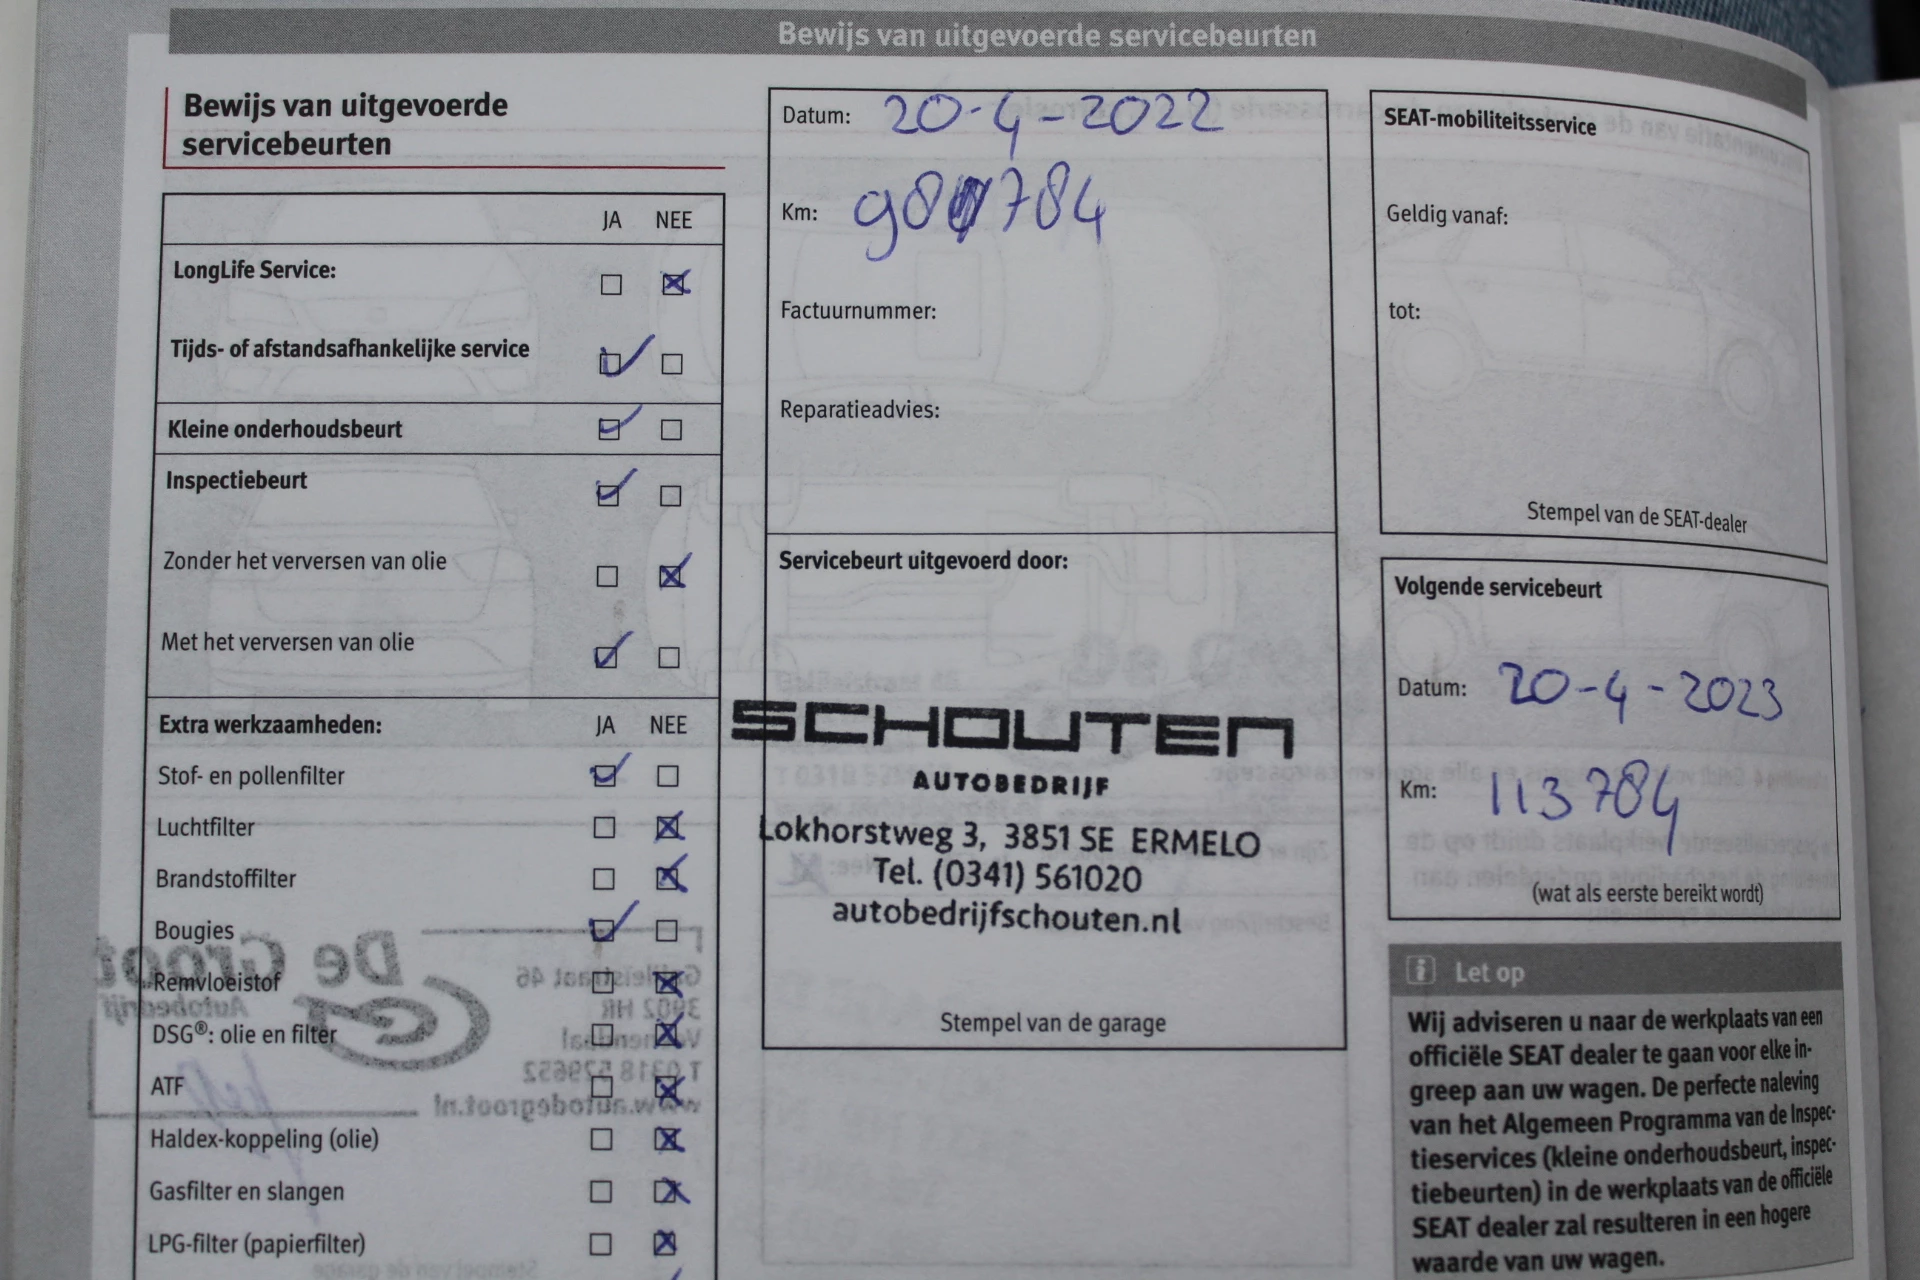 Bewijs van uitgevoerde servicebeurten
Bewijs van uitgevoerde
servicebeurten
JA NEE
LongLife Service:
Tijds- of afstandsafhankelijke service
Kleine onderhoudsbeurt
Inspectiebeurt
Zonder het verversen van olie
Met het verversen van olie
Extra werkzaamheden: JA NEE
Stof- en pollenfilter
Luchtfilter
Brandstoffilter
Bougies
Remvloeistof
DSG®: olie en filter
ATF
Haldex-koppeling (olie)
Gasfilter en slangen
LPG-filter (papierfilter)
Datum: 20-4-2022
Km:
Factuurnummer:
Reparatieadvies:
Servicebeurt uitgevoerd door:
SCHOUTEN
AUTOBEDRIJF
Lokhorstweg 3, 3851 SE ERMELO
Tel. (0341) 561020
autobedrijfschouten.nl
Stempel van de garage
SEAT-mobiliteitsservice
Geldig vanaf:
tot:
Stempel van de SEAT-dealer
Volgende servicebeurt
Datum: 20-4-2023
Km: 113784
(wat als eerste bereikt wordt)
i Let op
Wij adviseren u naar de werkplaats van een
officiële SEAT dealer te gaan voor elke in-
greep aan uw wagen. De perfecte naleving
van het Algemeen Programma van de Inspec-
tieservices (kleine onderhoudsbeurt, inspec-
tiebeurten) in de werkplaats van de officiële
SEAT dealer zal resulteren in een hogere
waarde van uw wagen.